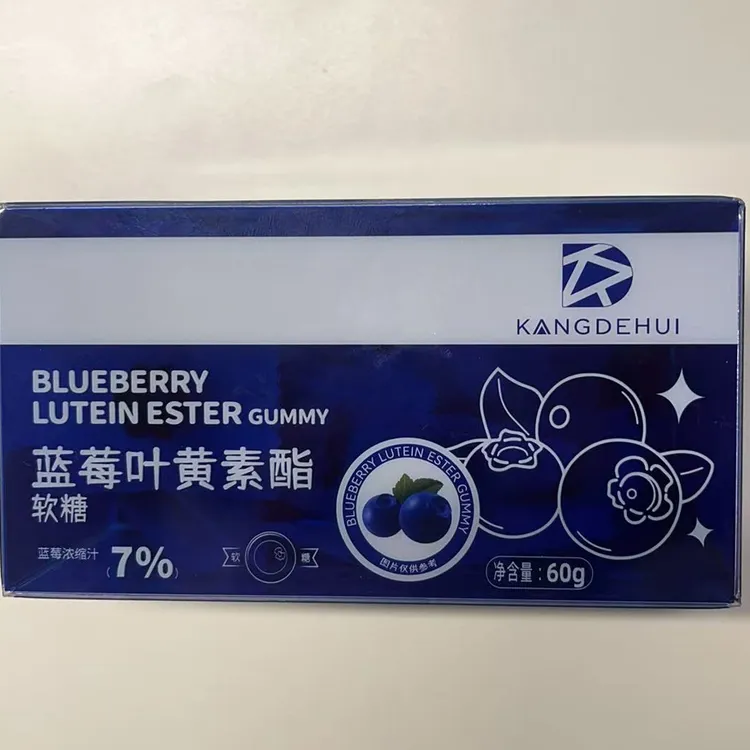 KANGDEHUI
BLUEBERRY
LUTEIN ESTER GUMMY
蓝莓叶黄素酯
软糖
蓝莓浓缩汁
(7%)
软 糖
BLUEBERRY LUTEIN ESTER GUMMY
图片仅供参考
净含量:60g